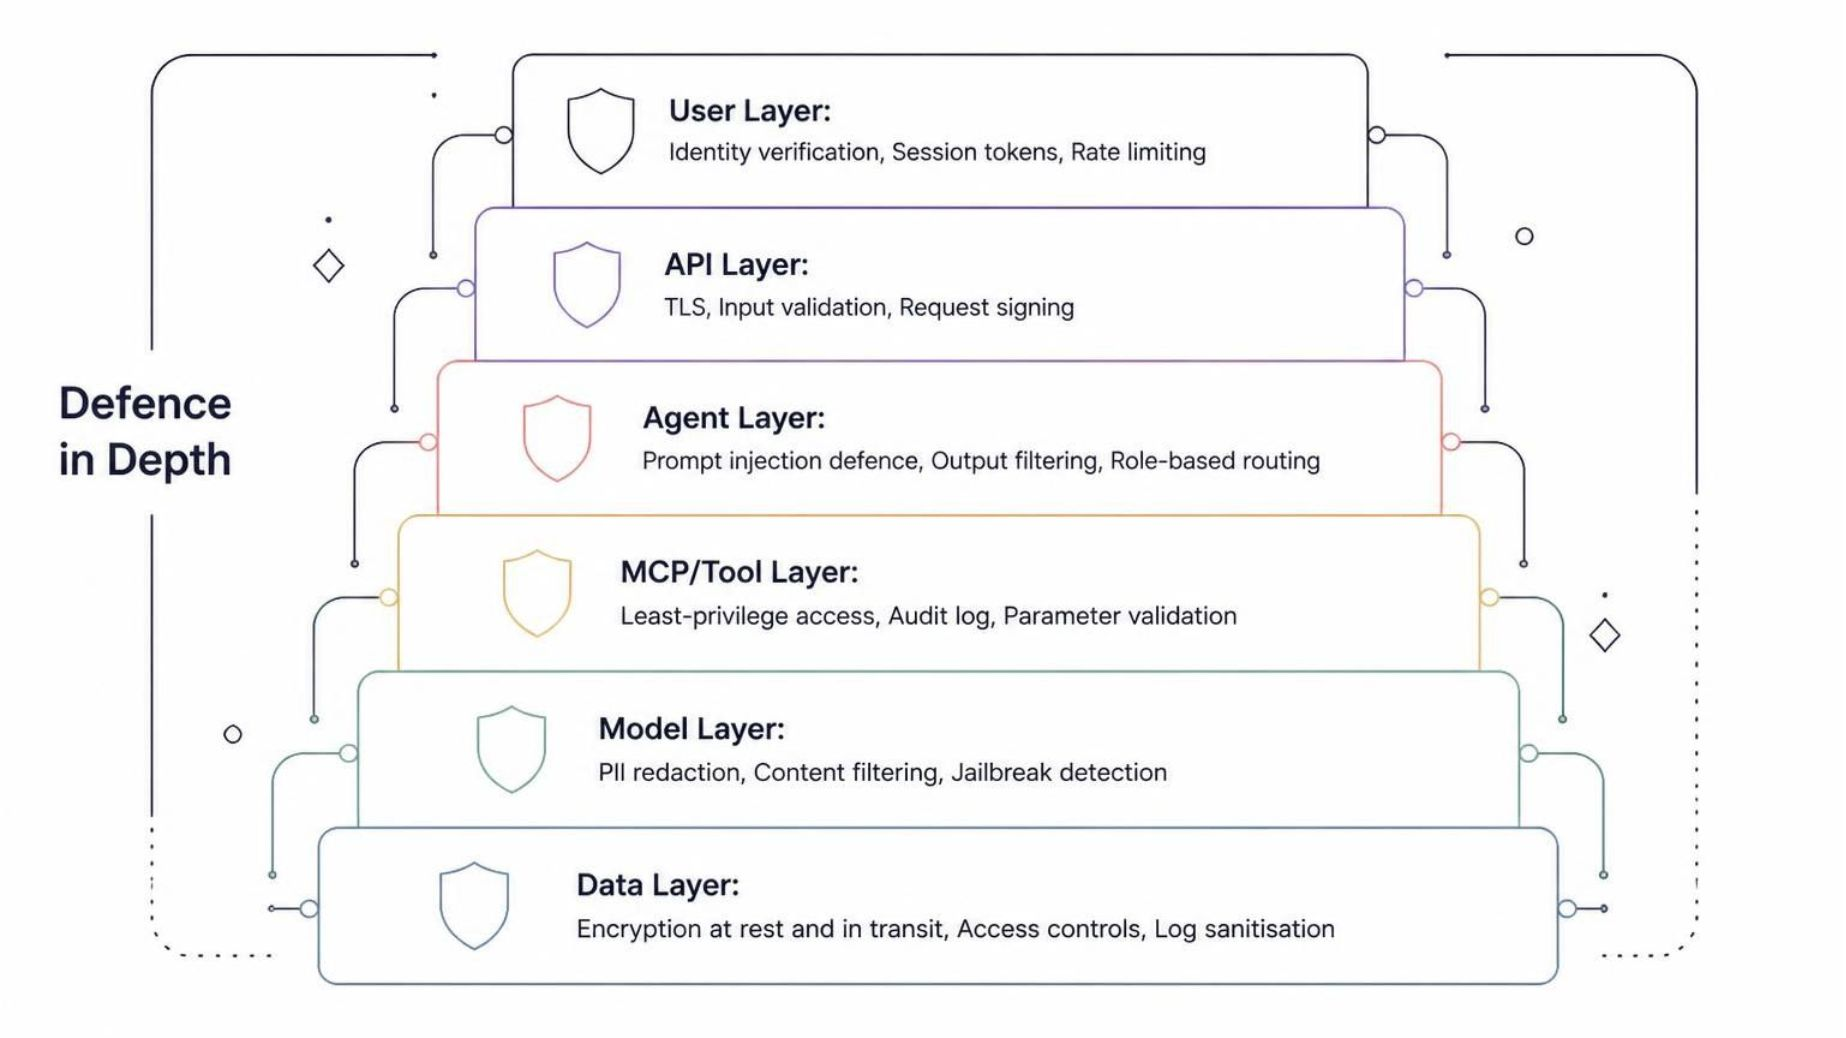 Defence
in Depth
User Layer:
Identity verification, Session tokens, Rate limiting
API Layer:
TLS, Input validation, Request signing
Agent Layer:
Prompt injection defence, Output filtering, Role-based routing
MCP/Tool Layer:
Least-privilege access, Audit log, Parameter validation
Model Layer:
PII redaction, Content filtering, Jailbreak detection
Data Layer:
Encryption at rest and in transit, Access controls, Log sanitisation